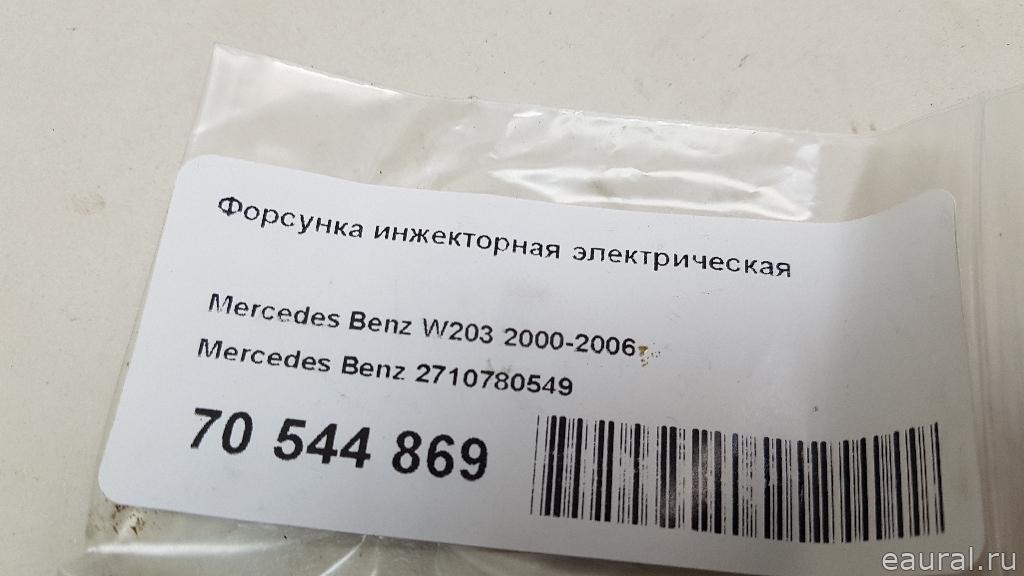 Форсунка инжекторная электрическая
Mercedes Benz W203 2000-2006
Mercedes Benz 2710780549
70 544 869
eaural.ru